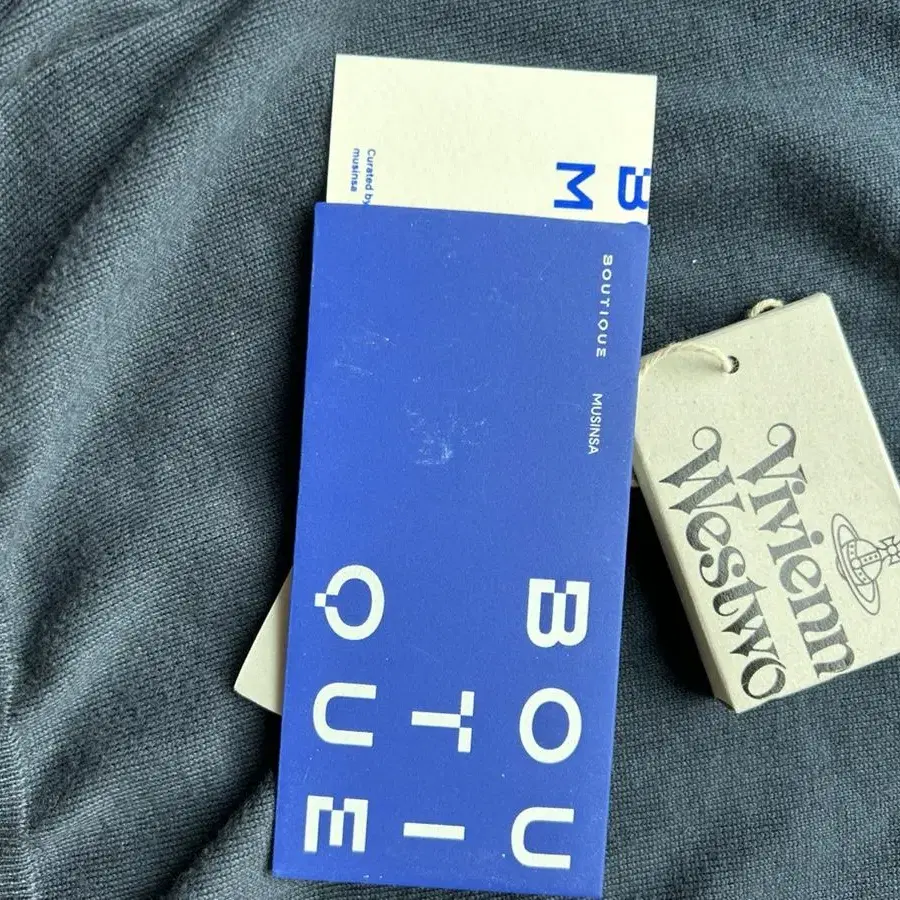 Curated by
musinsa
B
M
BOUTIQUE MUSINSA
BOU
TI
QUE
Vivienn
Westwo